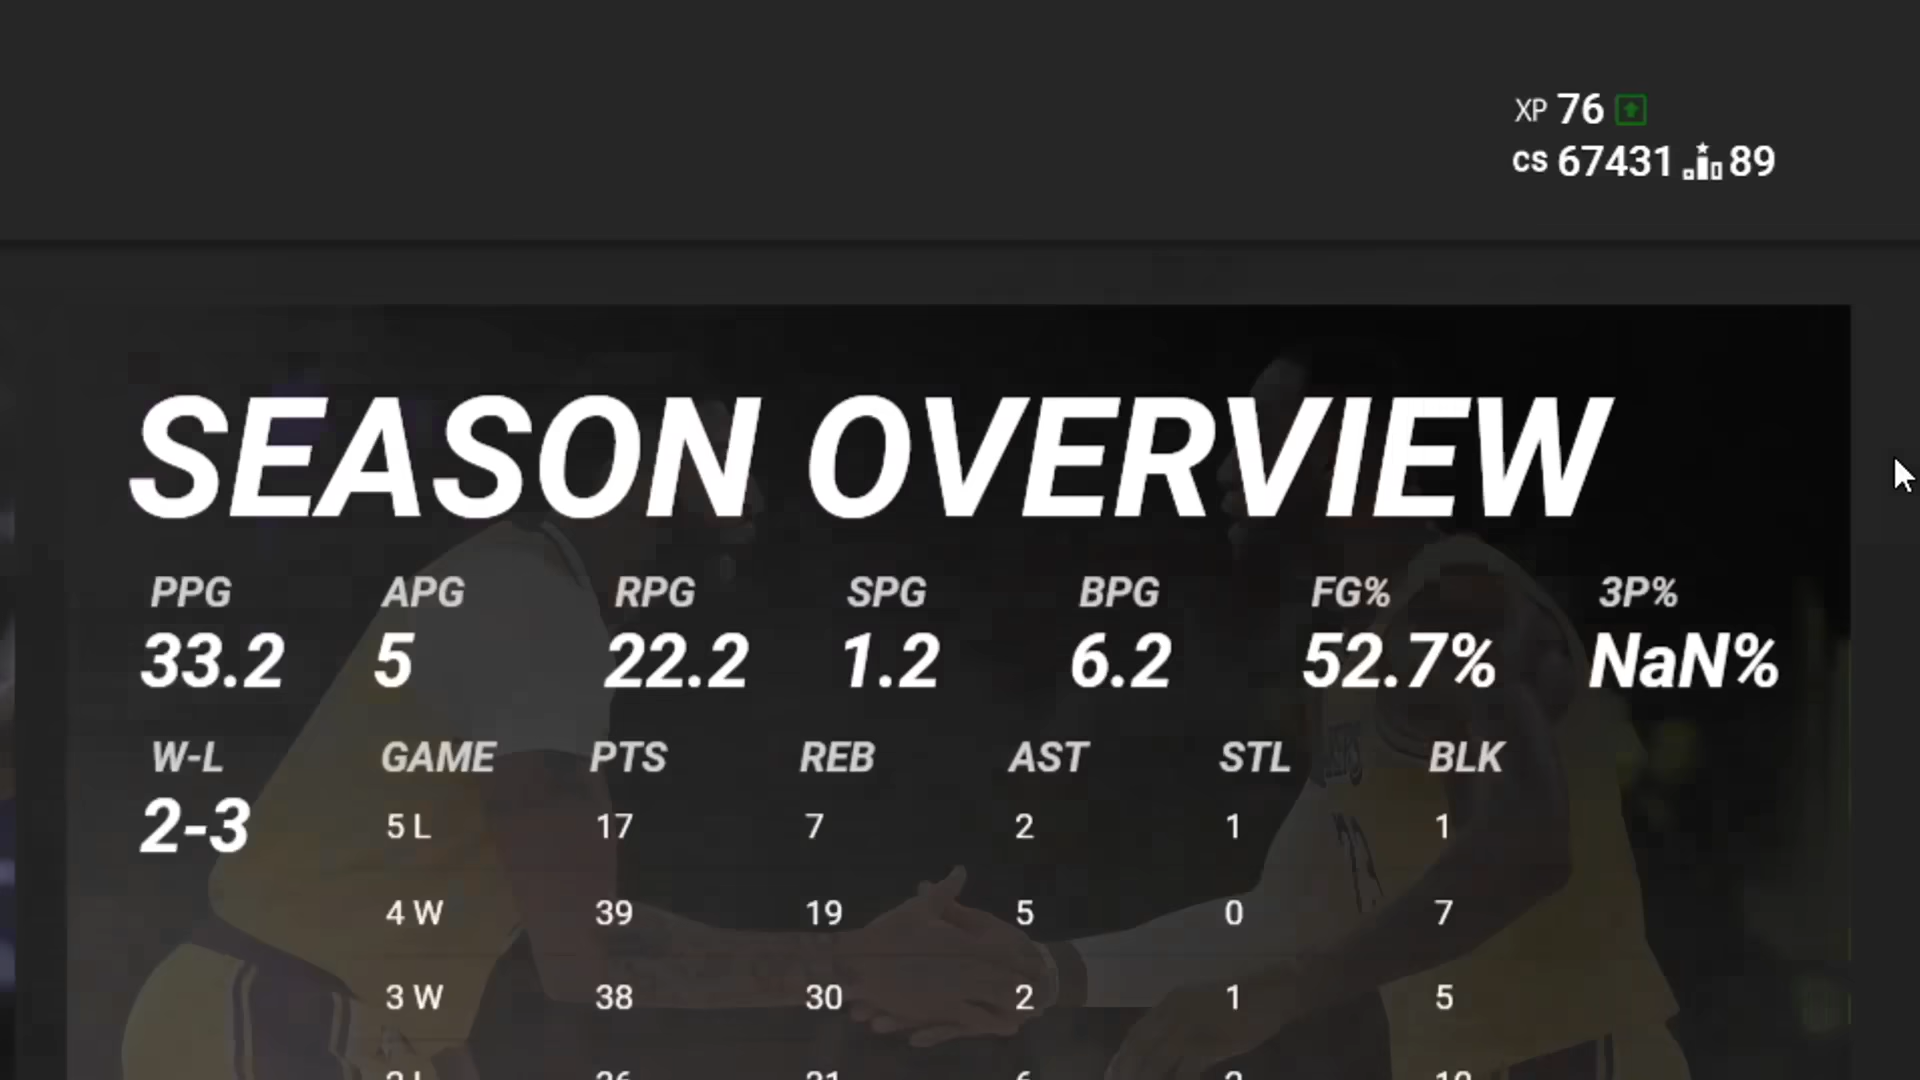 XP 76
CS 67431 89
SEASON OVERVIEW
PPG APG RPG SPG BPG FG% 3P%
33.2 5 22.2 1.2 6.2 52.7% NaN%
W-L GAME PTS REB AST STL BLK
2-3 5 L 17 7 2 1 1
4 W 39 19 5 0 7
3 W 38 30 2 1 5